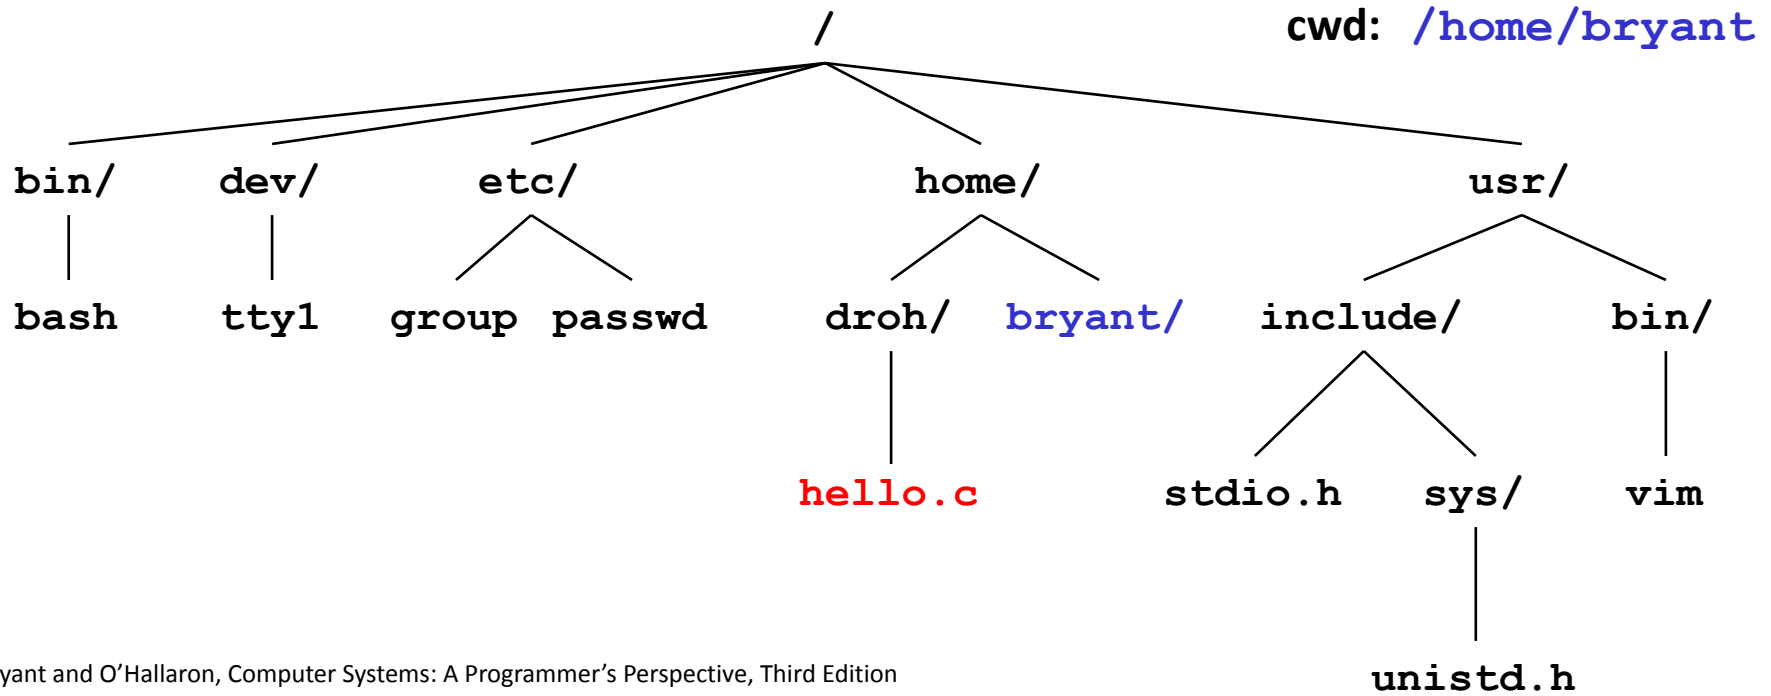 /
cwd: /home/bryant
bin/ dev/ etc/ home/ usr/
bash tty1 group passwd droh/ bryant/ include/ bin/
hello.c stdio.h sys/ vim
unistd.h
yant and O’Hallaron, Computer Systems: A Programmer’s Perspective, Third Edition